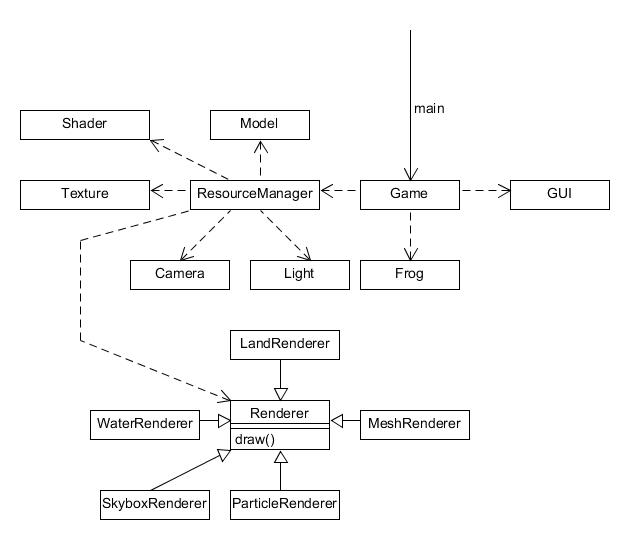 main
Shader
Model
Texture
ResourceManager
Game
GUI
Camera
Light
Frog
LandRenderer
Renderer
WaterRenderer
MeshRenderer
draw()
SkyboxRenderer
ParticleRenderer